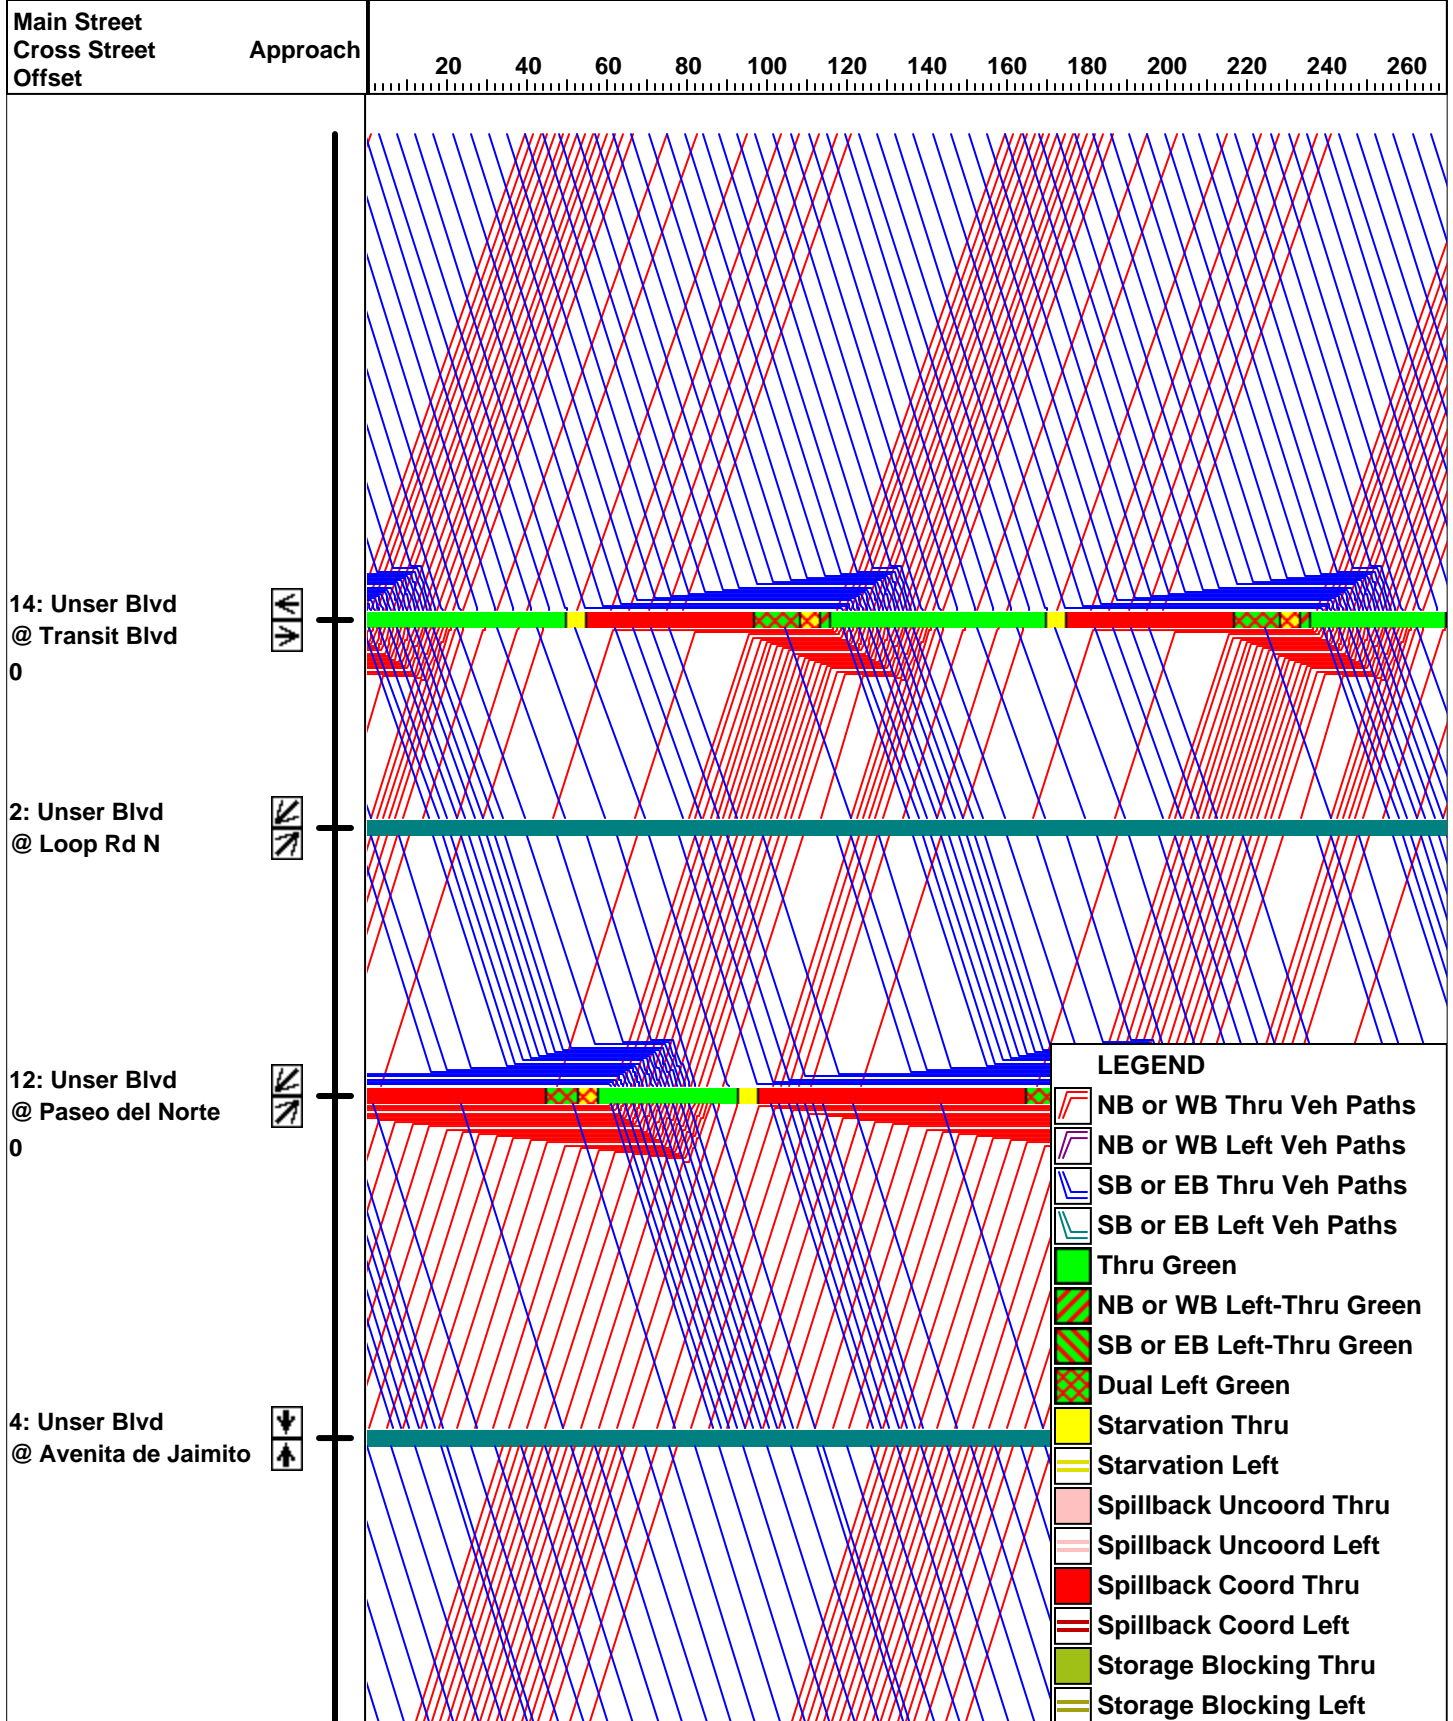 Main Street
Cross Street Approach
Offset
20 40 60 80 100 120 140 160 180 200 220 240 260
14: Unser Blvd
@ Transit Blvd
0
2: Unser Blvd
@ Loop Rd N
12: Unser Blvd
@ Paseo del Norte
0
4: Unser Blvd
@ Avenita de Jaimito
LEGEND
NB or WB Thru Veh Paths
NB or WB Left Veh Paths
SB or EB Thru Veh Paths
SB or EB Left Veh Paths
Thru Green
NB or WB Left-Thru Green
SB or EB Left-Thru Green
Dual Left Green
Starvation Thru
Starvation Left
Spillback Uncoord Thru
Spillback Uncoord Left
Spillback Coord Thru
Spillback Coord Left
Storage Blocking Thru
Storage Blocking Left